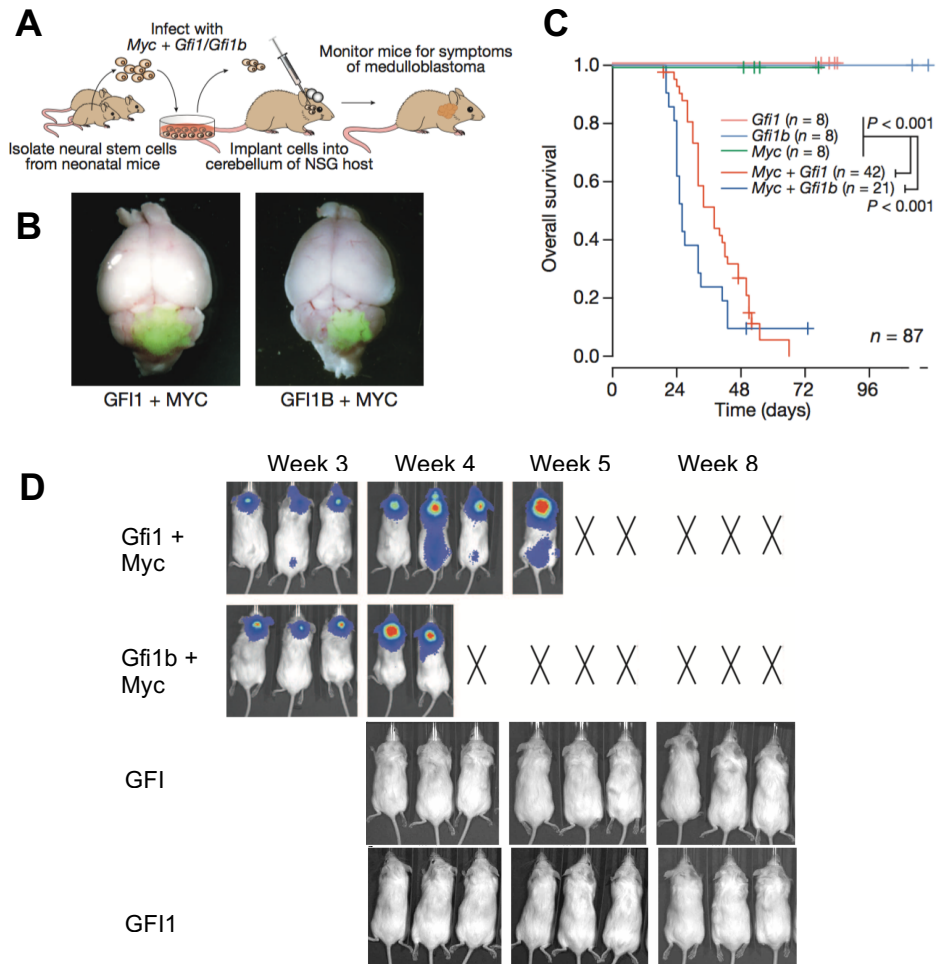 A
Infect with
Myc + Gfi1/Gfi1b
Monitor mice for symptoms
of medulloblastoma
Isolate neural stem cells
from neonatal mice
Implant cells into
cerebellum of NSG host
B
GFI1 + MYC
GFI1B + MYC
C
Overall survival
1.0
0.8
0.6
0.4
0.2
0.0
0
24
48
72
96
Time (days)
Gfi1 (n = 8)
Gfi1b (n = 8)
Myc (n = 8)
Myc + Gfi1 (n = 42)
Myc + Gfi1b (n = 21)
P < 0.001
P < 0.001
n = 87
D
Week 3
Week 4
Week 5
Week 8
Gfi1 +
Myc
Gfi1b +
Myc
GFI
GFI1